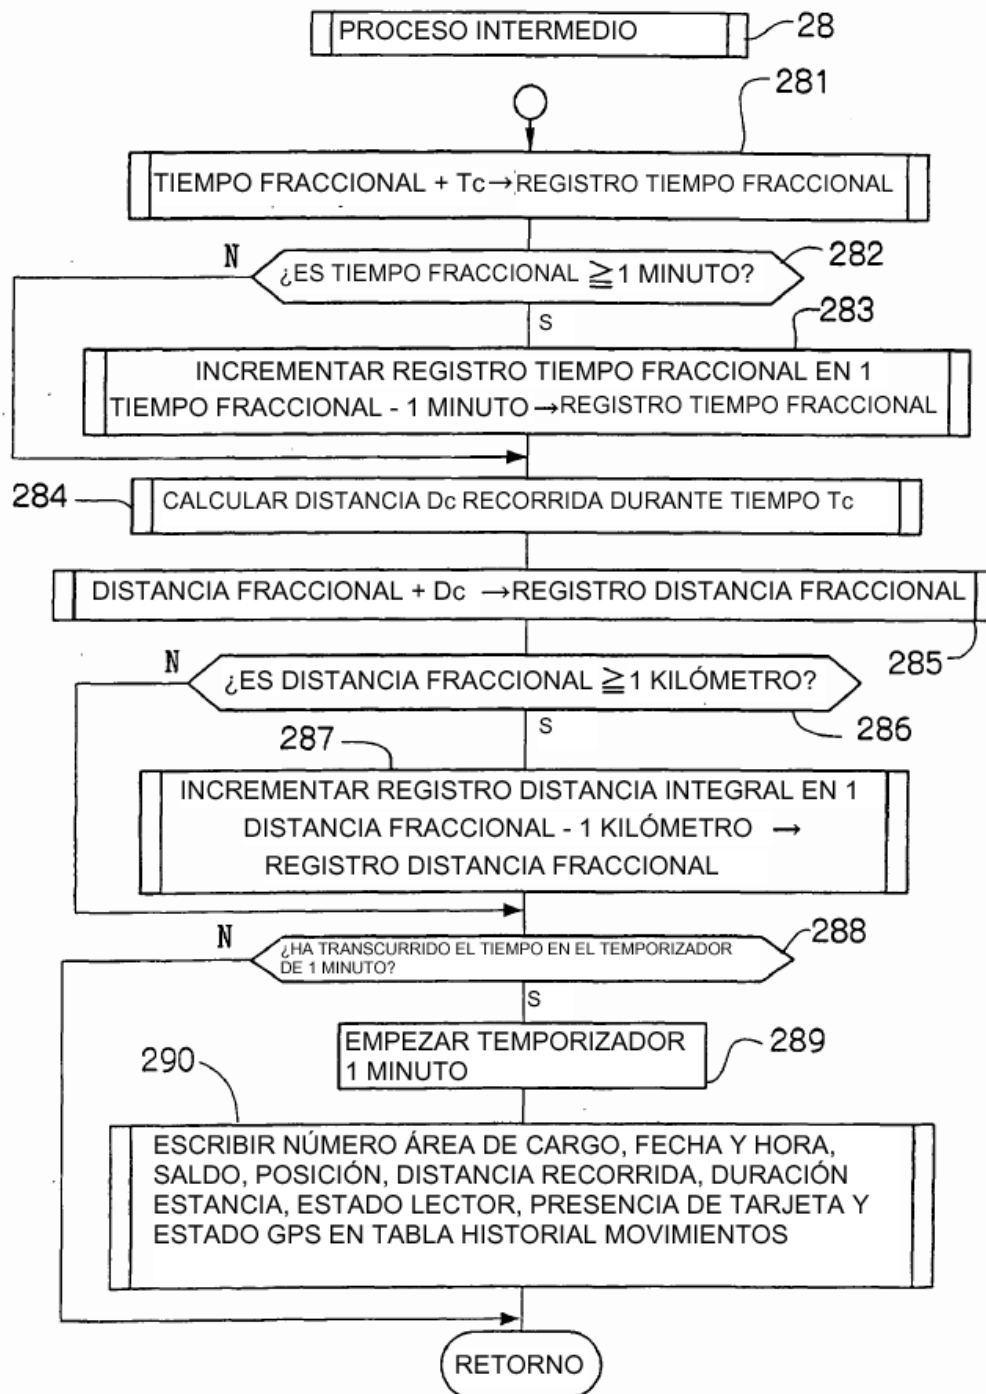 PROCESO INTERMEDIO
28
281
TIEMPO FRACCIONAL + Tc→REGISTRO TIEMPO FRACCIONAL
N
¿ES TIEMPO FRACCIONAL ≧ 1 MINUTO?
282
S
283
INCREMENTAR REGISTRO TIEMPO FRACCIONAL EN 1
TIEMPO FRACCIONAL - 1 MINUTO →REGISTRO TIEMPO FRACCIONAL
284
CALCULAR DISTANCIA Dc RECORRIDA DURANTE TIEMPO Tc
DISTANCIA FRACCIONAL + Dc →REGISTRO DISTANCIA FRACCIONAL
285
N
¿ES DISTANCIA FRACCIONAL ≧ 1 KILÓMETRO?
286
S
287
INCREMENTAR REGISTRO DISTANCIA INTEGRAL EN 1
DISTANCIA FRACCIONAL - 1 KILÓMETRO →
REGISTRO DISTANCIA FRACCIONAL
N
¿HA TRANSCURRIDO EL TIEMPO EN EL TEMPORIZADOR
DE 1 MINUTO?
288
S
EMPEZAR TEMPORIZADOR
1 MINUTO
289
290
ESCRIBIR NÚMERO ÁREA DE CARGO, FECHA Y HORA,
SALDO, POSICIÓN, DISTANCIA RECORRIDA, DURACIÓN
ESTANCIA, ESTADO LECTOR, PRESENCIA DE TARJETA Y
ESTADO GPS EN TABLA HISTORIAL MOVIMIENTOS
RETORNO